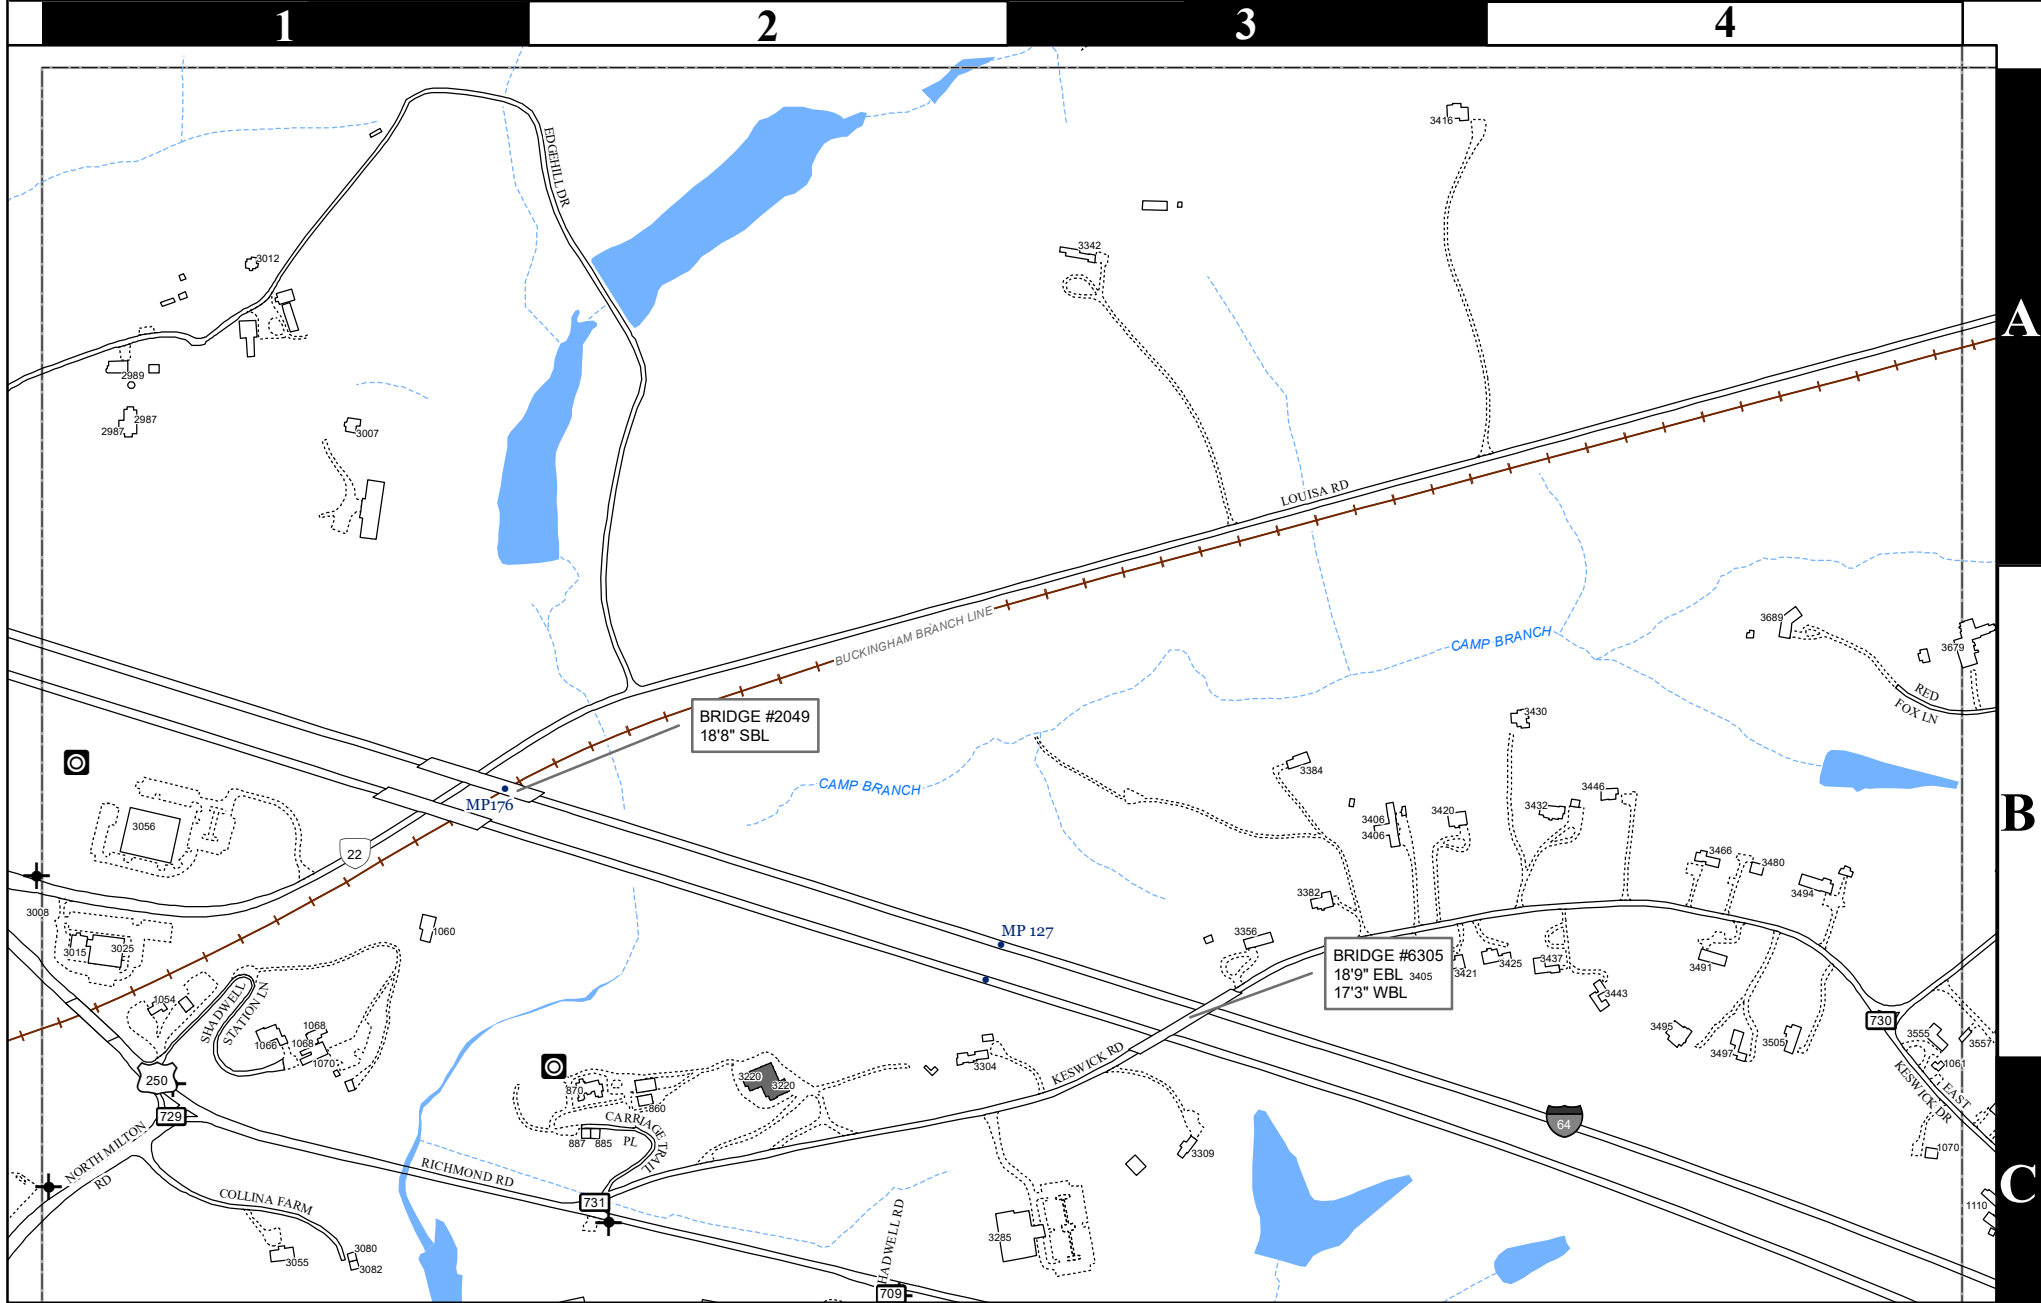 1
2
3
4
A
B
C
EDGEHILL DR
3416
3012
3342
2989
2987
2987
3007
LOUISA RD
BUCKINGHAM BRANCH LINE
CAMP BRANCH
3689
3679
RED
FOX LN
BRIDGE #2049
18'8" SBL
3430
3384
MP176
CAMP BRANCH
3446
3432
3420
3406
3406
3056
22
3466
3480
3494
3382
3008
1060
MP 127
3356
3015
3025
BRIDGE #6305
18'9" EBL
17'3" WBL
3405
3421
3425
3437
3491
3443
1054
SHADWELL
STATION LN
1066
1068
1068
1070
730
3495
3497
3505
3555
3557
1061
KESWICK RD
3304
250
729
870
860
3220
3220
CARRIAGE TRAIL
PL
887
885
EAST
KESWICK DR
64
NORTH MILTON
RD
RICHMOND RD
3309
1070
COLLINA FARM
731
HADWELL RD
3285
1110
3055
3080
3082
709